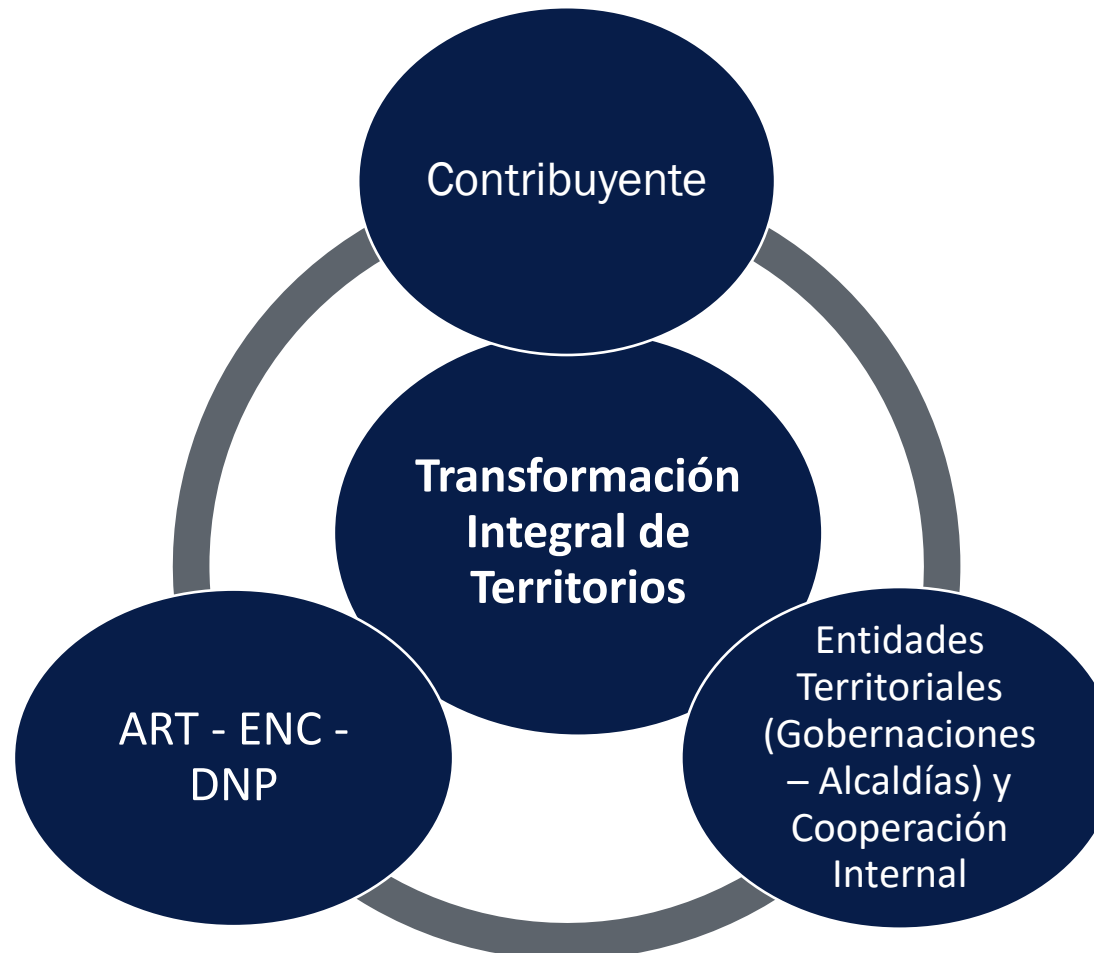 Contribuyente
Transformación
Integral de
Territorios
ART - ENC -
DNP
Entidades
Territoriales
(Gobernaciones
– Alcaldías) y
Cooperación
Internal